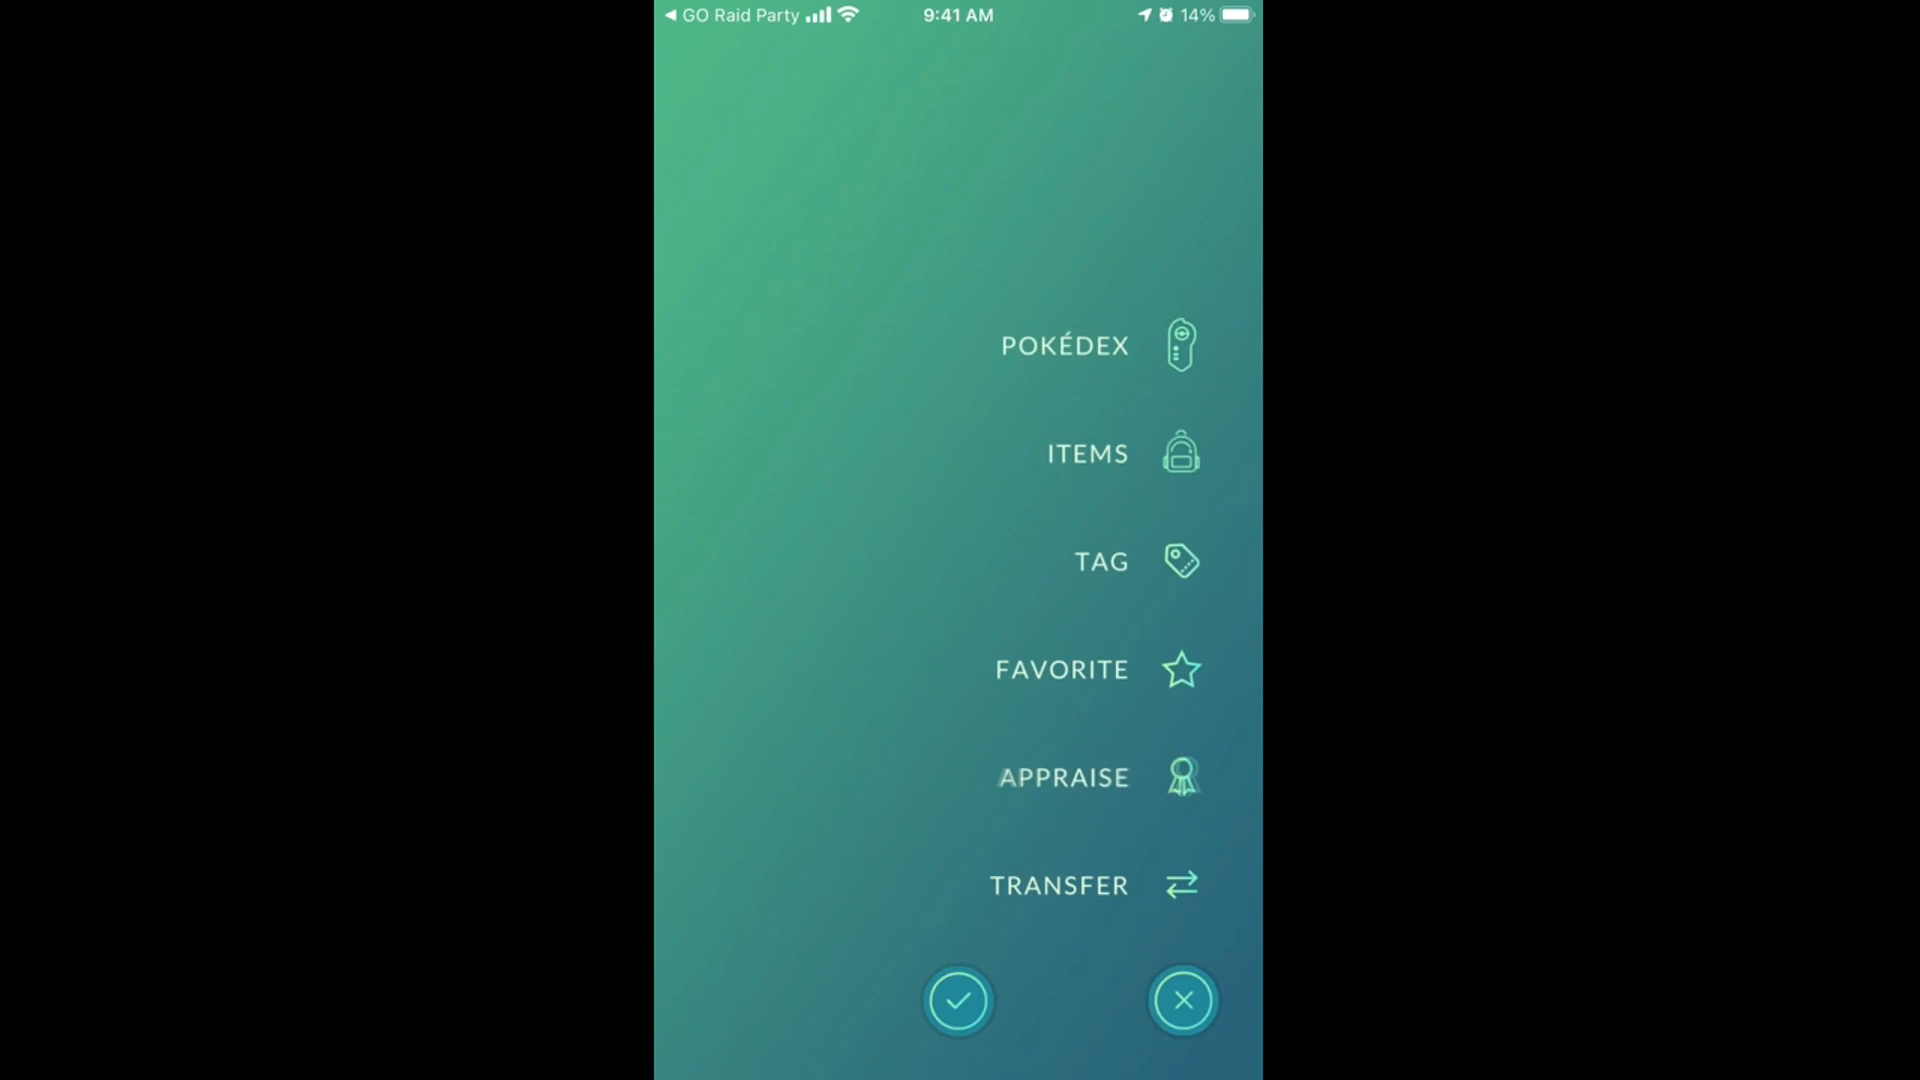 ◀ GO Raid Party 9:41 AM 14%
POKÉDEX
ITEMS
TAG
FAVORITE
APPRAISE
TRANSFER